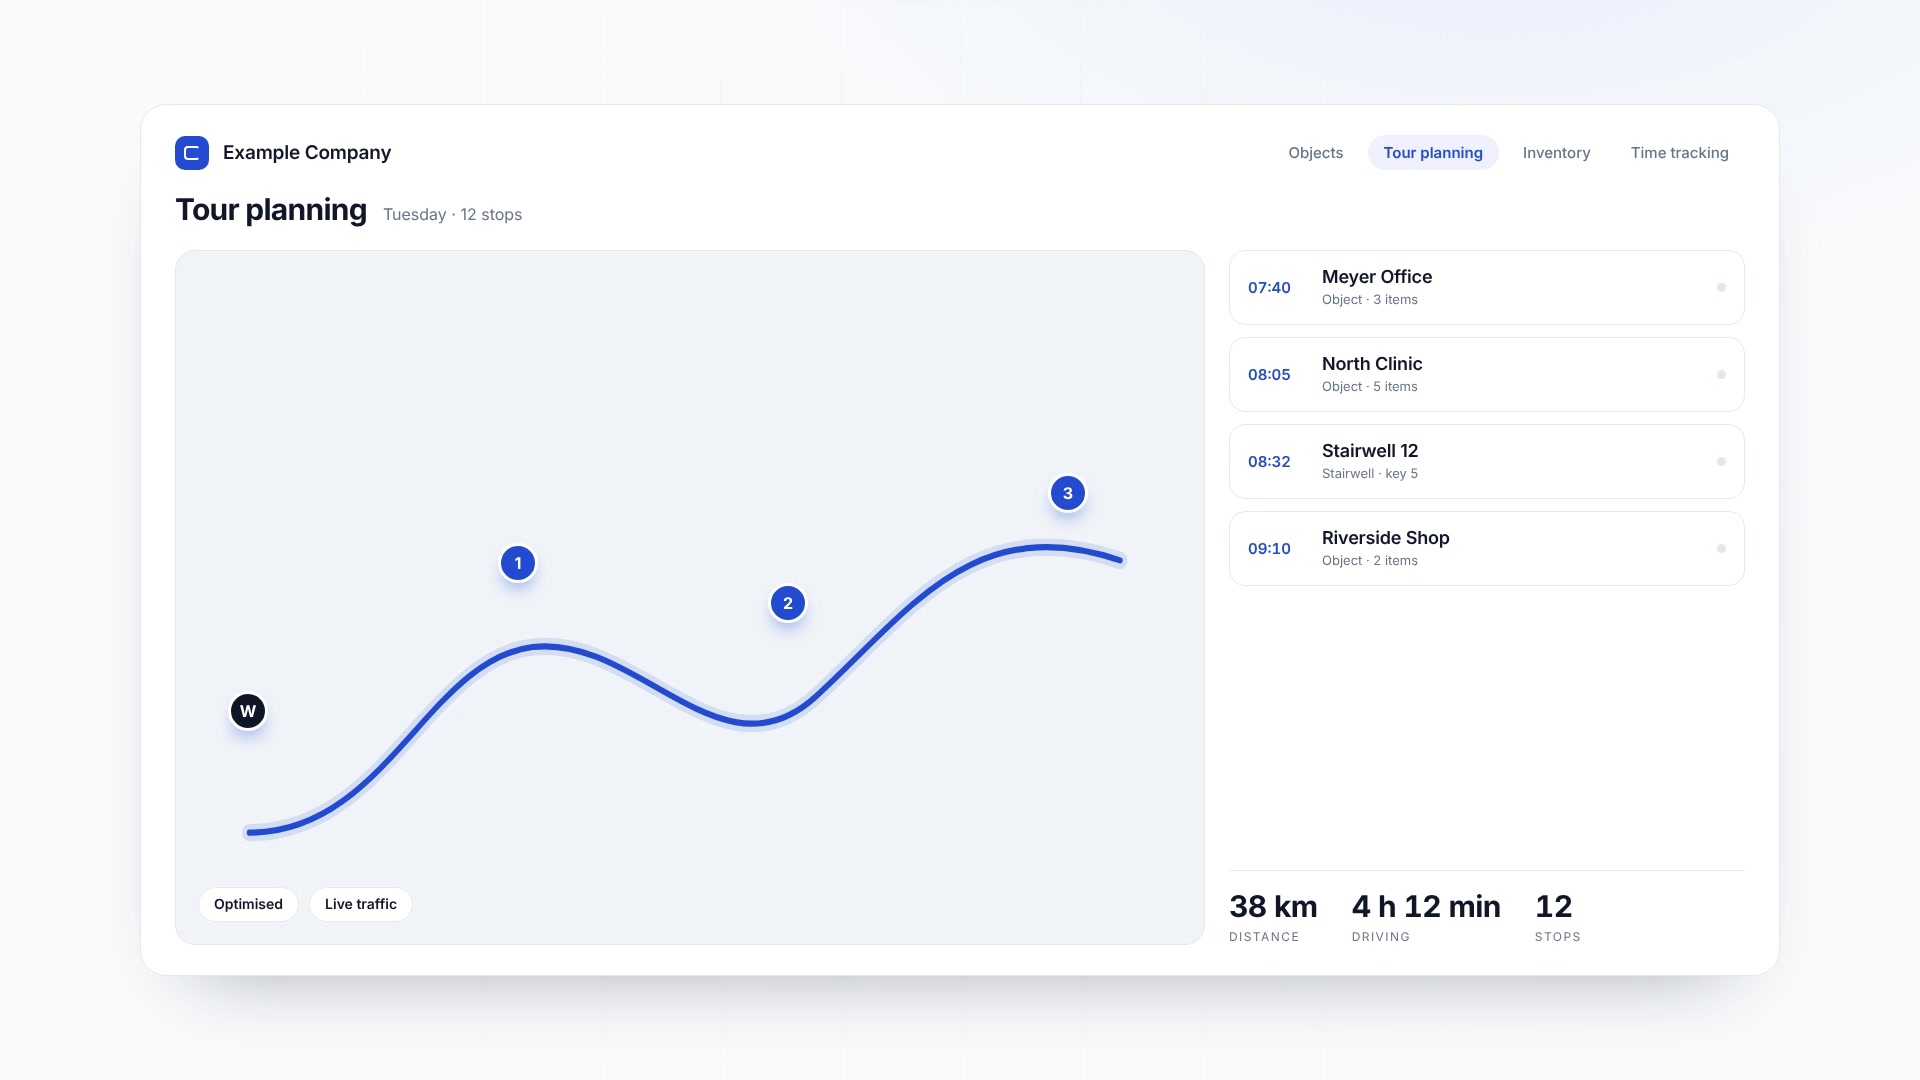 Example Company
Objects
Tour planning
Inventory
Time tracking
Tour planning
Tuesday · 12 stops
W
1
2
3
Optimised
Live traffic
07:40
Meyer Office
Object · 3 items
08:05
North Clinic
Object · 5 items
08:32
Stairwell 12
Stairwell · key 5
09:10
Riverside Shop
Object · 2 items
38 km
DISTANCE
4 h 12 min
DRIVING
12
STOPS